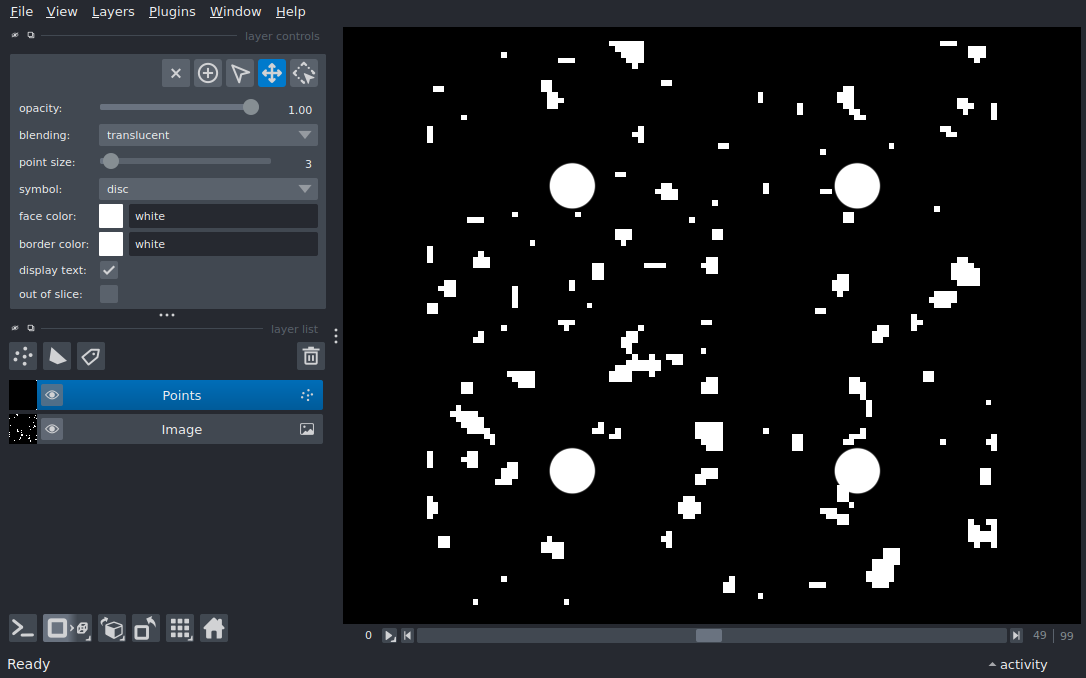 File View Layers Plugins Window Help
layer controls
opacity: 1.00
blending: translucent
point size: 3
symbol: disc
face color: white
border color: white
display text:
out of slice:
layer list
Points
Image
0 49 99
Ready activity